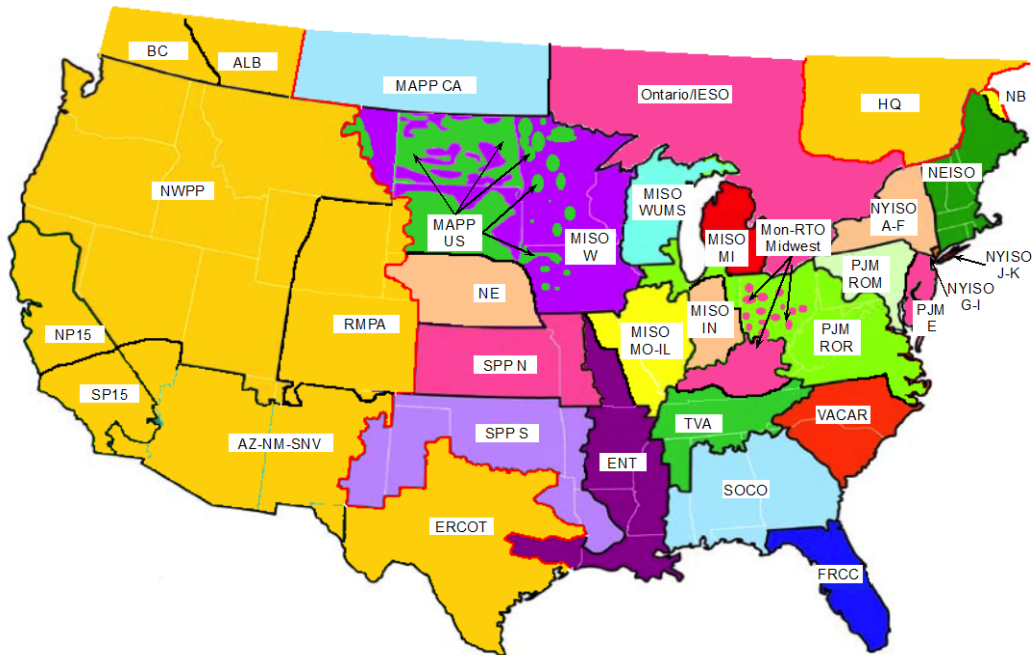 BC
ALB
MAPP CA
Ontario/IESO
HQ
NB
NWPP
MISO
WUMS
NEISO
NYISO
A-F
MAPP
US
MISO
W
MISO
MI
Mon-RTO
Midwest
NYISO
J-K
NYISO
G-I
PJM
ROM
PJM
E
NE
RMPA
NP15
MISO
MO-IL
MISO
IN
PJM
ROR
SPP N
SP15
AZ-NM-SNV
SPP S
TVA
VACAR
ENT
SOCO
ERCOT
FRCC